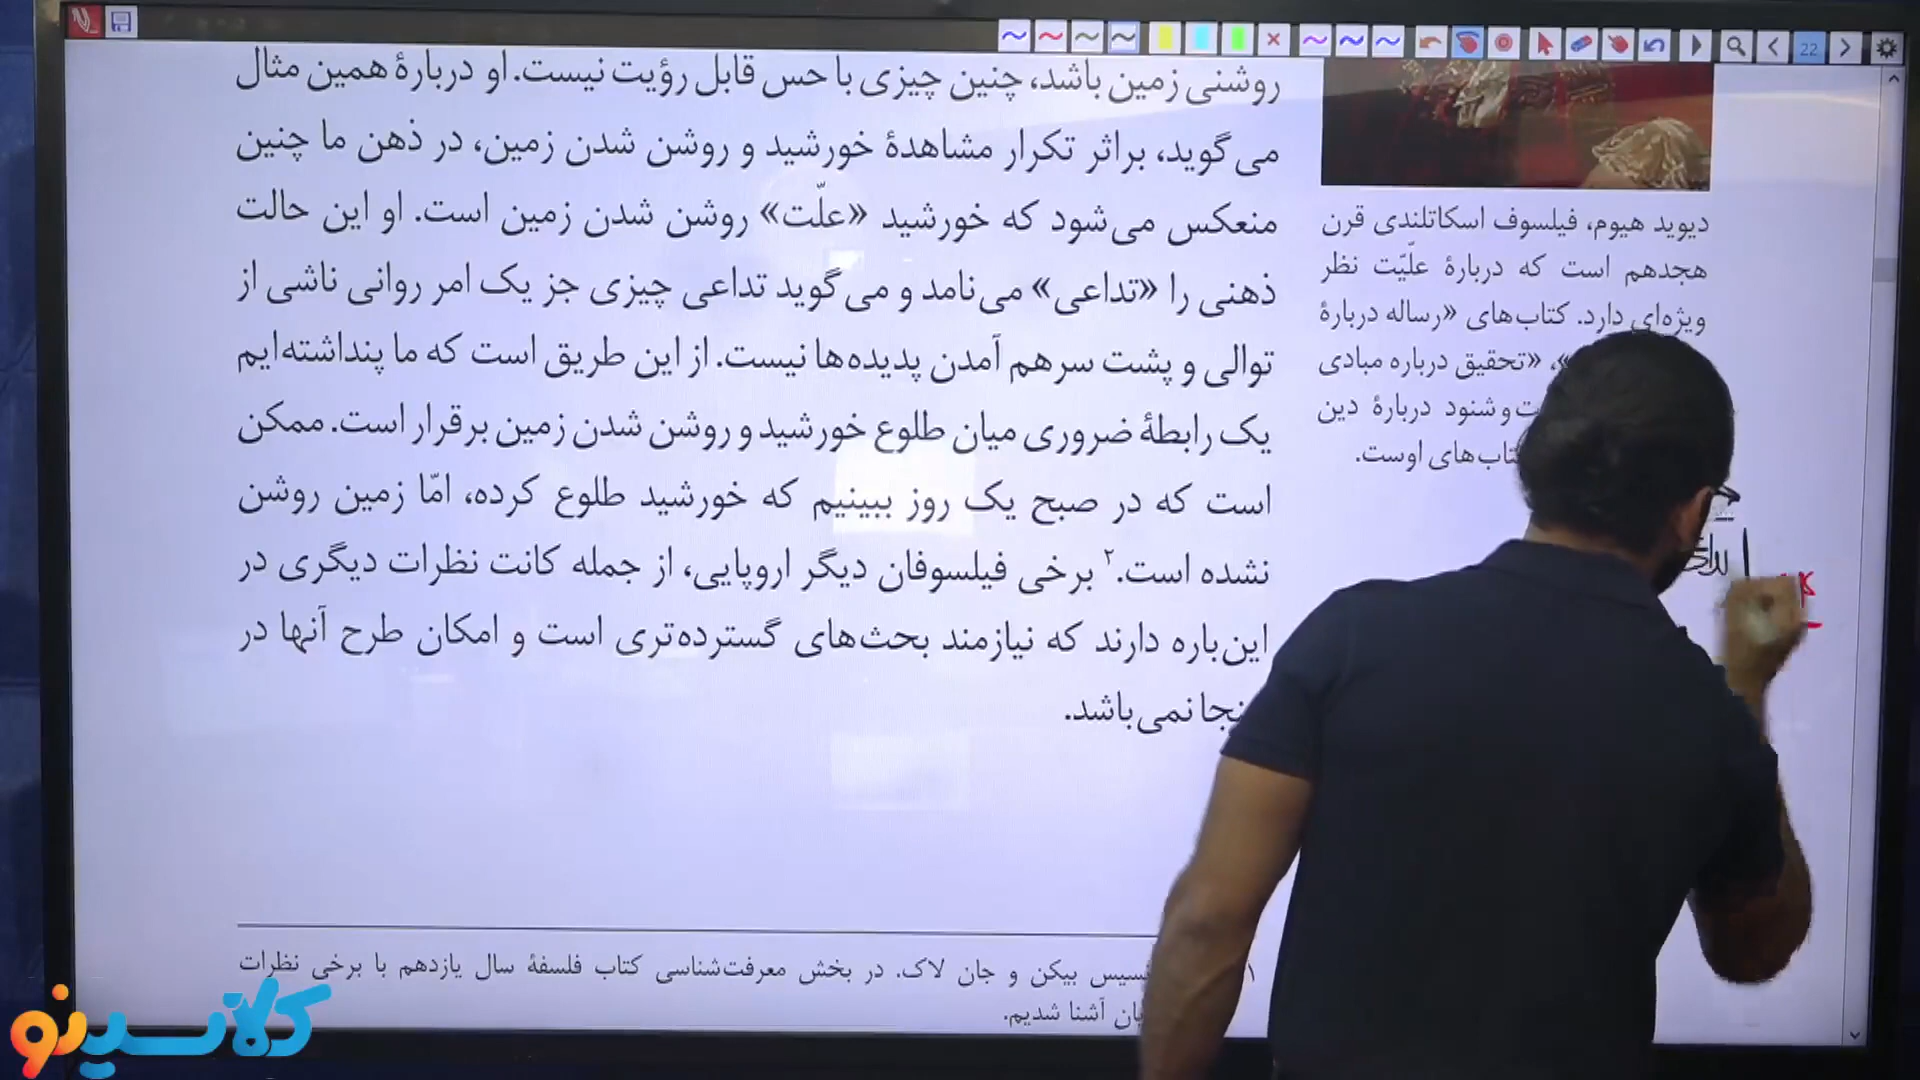 22
روشنی زمین باشد، چنین چیزی با حس قابل رؤیت نیست. او دربارهٔ همین مثال
می‌گوید، براثر تکرار مشاهدهٔ خورشید و روشن شدن زمین، در ذهن ما چنین
منعکس می‌شود که خورشید «علّت» روشن شدن زمین است. او این حالت
ذهنی را «تداعی» می‌نامد و می‌گوید تداعی چیزی جز یک امر روانی ناشی از
توالی و پشت سرهم آمدن پدیده‌ها نیست. از این طریق است که ما پنداشته‌ایم
یک رابطهٔ ضروری میان طلوع خورشید و روشن شدن زمین برقرار است. ممکن
است که در صبح یک روز ببینیم که خورشید طلوع کرده، امّا زمین روشن
نشده است.۲ برخی فیلسوفان دیگر اروپایی، از جمله کانت نظرات دیگری در
این‌باره دارند که نیازمند بحث‌های گسترده‌تری است و امکان طرح آنها در
نمی‌باشد.
دیوید هیوم، فیلسوف اسکاتلندی قرن
هجدهم است که دربارهٔ علّیّت نظر
ویژه‌ای دارد. کتاب‌های «رساله دربارهٔ
«تحقیق درباره مبادی
وشنود دربارهٔ دین
اوست.
۱
بیکن و جان لاک. در بخش معرفت‌شناسی کتاب فلسفهٔ سال یازدهم با برخی نظرات
آشنا شدیم.
کلاسینو